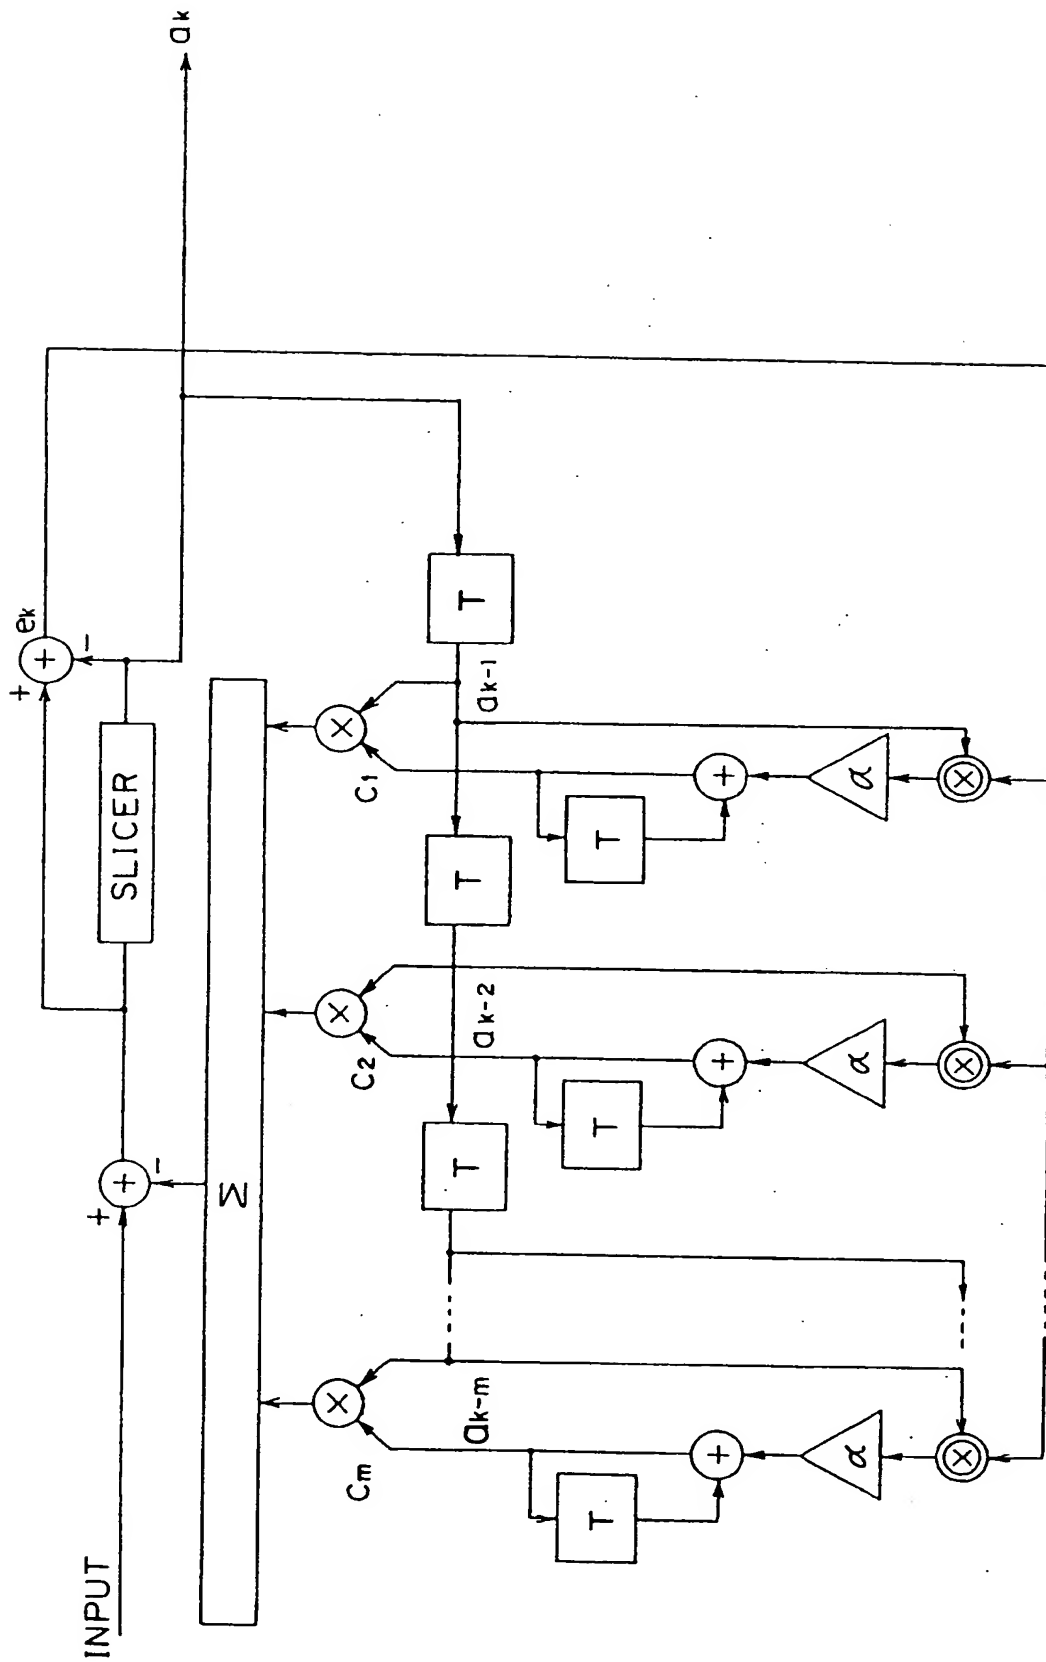 INPUT
+
+
-
SLICER
+
+
-
ek
ak
Σ
×
×
×
Cm
C2
C1
ak-m
ak-2
ak-1
T
T
T
T
+
T
+
T
+
α
α
α
×
×
×